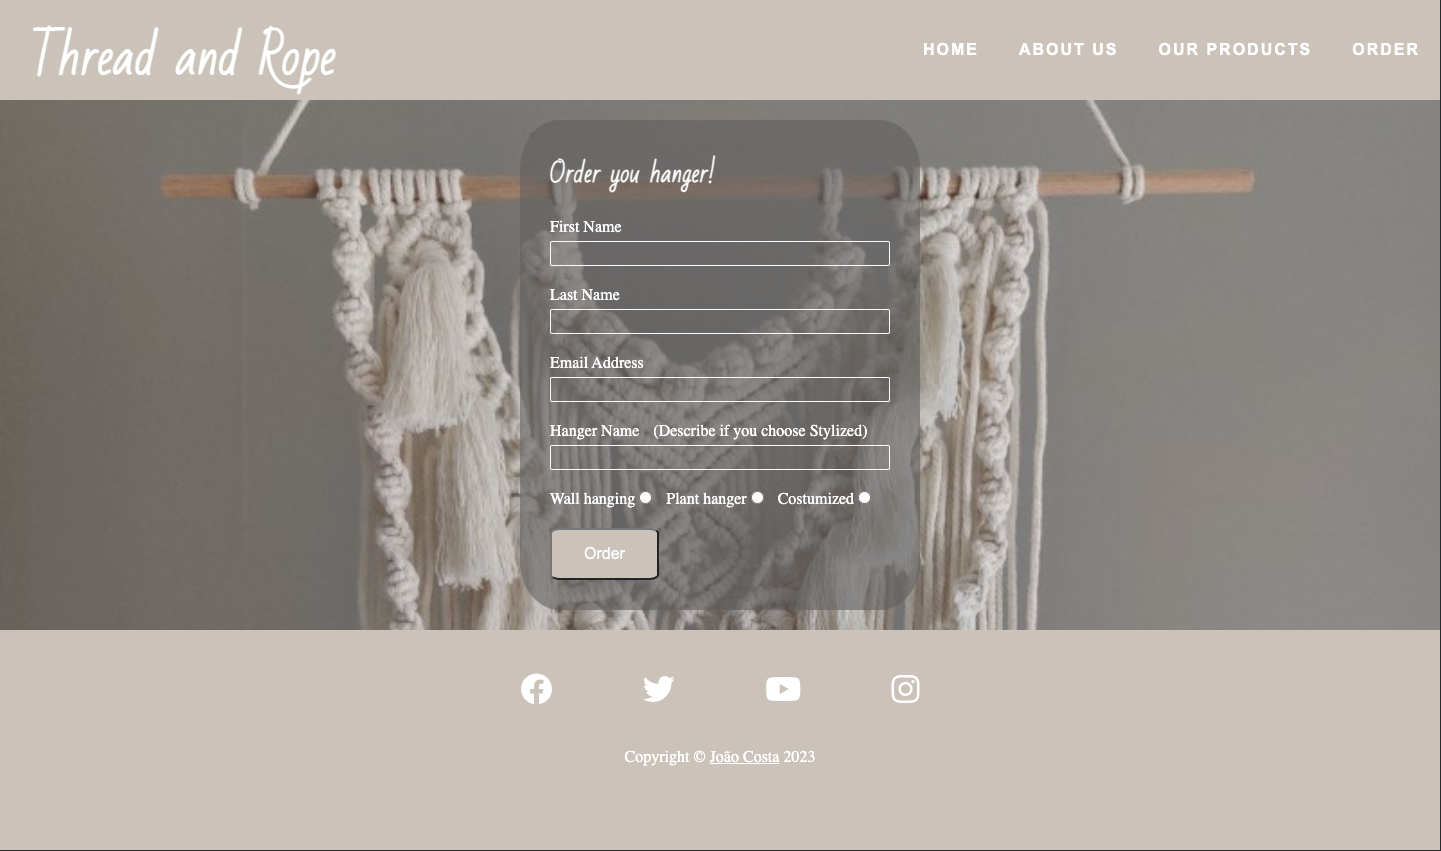 Thread and Rope
HOME ABOUT US OUR PRODUCTS ORDER
Order you hanger!
First Name
Last Name
Email Address
Hanger Name (Describe if you choose Stylized)
Wall hanging Plant hanger Costumized
Order
Copyright © João Costa 2023